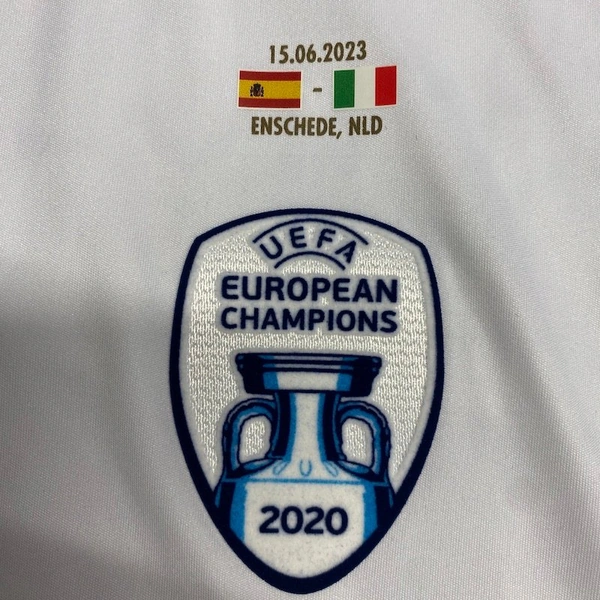 15.06.2023
-
ENSCHEDE, NLD
UEFA
EUROPEAN
CHAMPIONS
2020